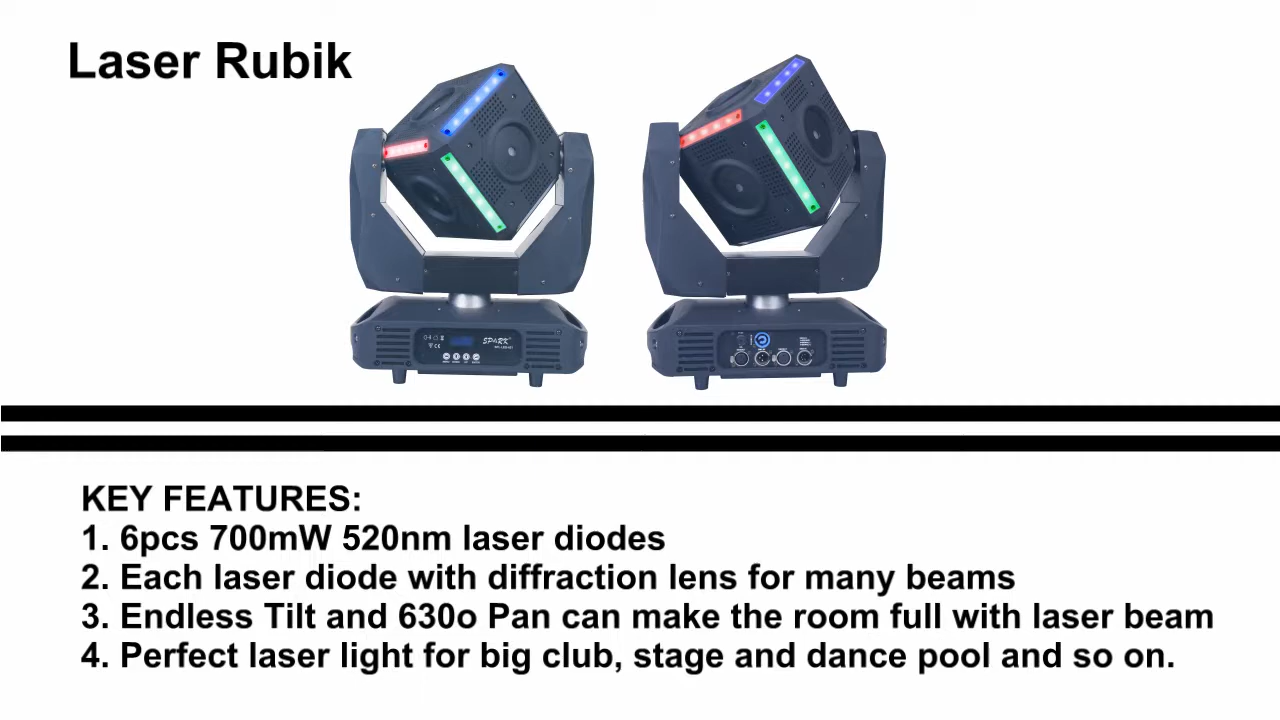 Laser Rubik
SPARK
KEY FEATURES:
1. 6pcs 700mW 520nm laser diodes
2. Each laser diode with diffraction lens for many beams
3. Endless Tilt and 630o Pan can make the room full with laser beam
4. Perfect laser light for big club, stage and dance pool and so on.